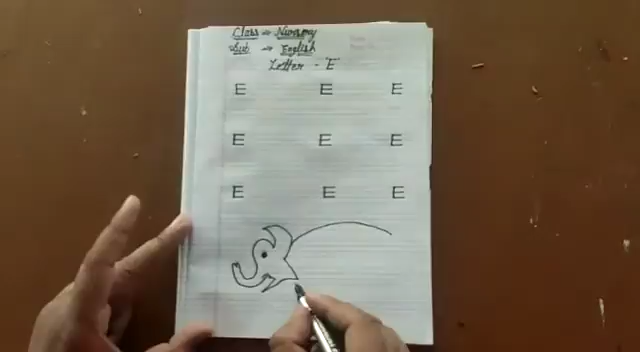 Class → Nursery
Sub → English
Letter - E
E E E
E E E
E E E